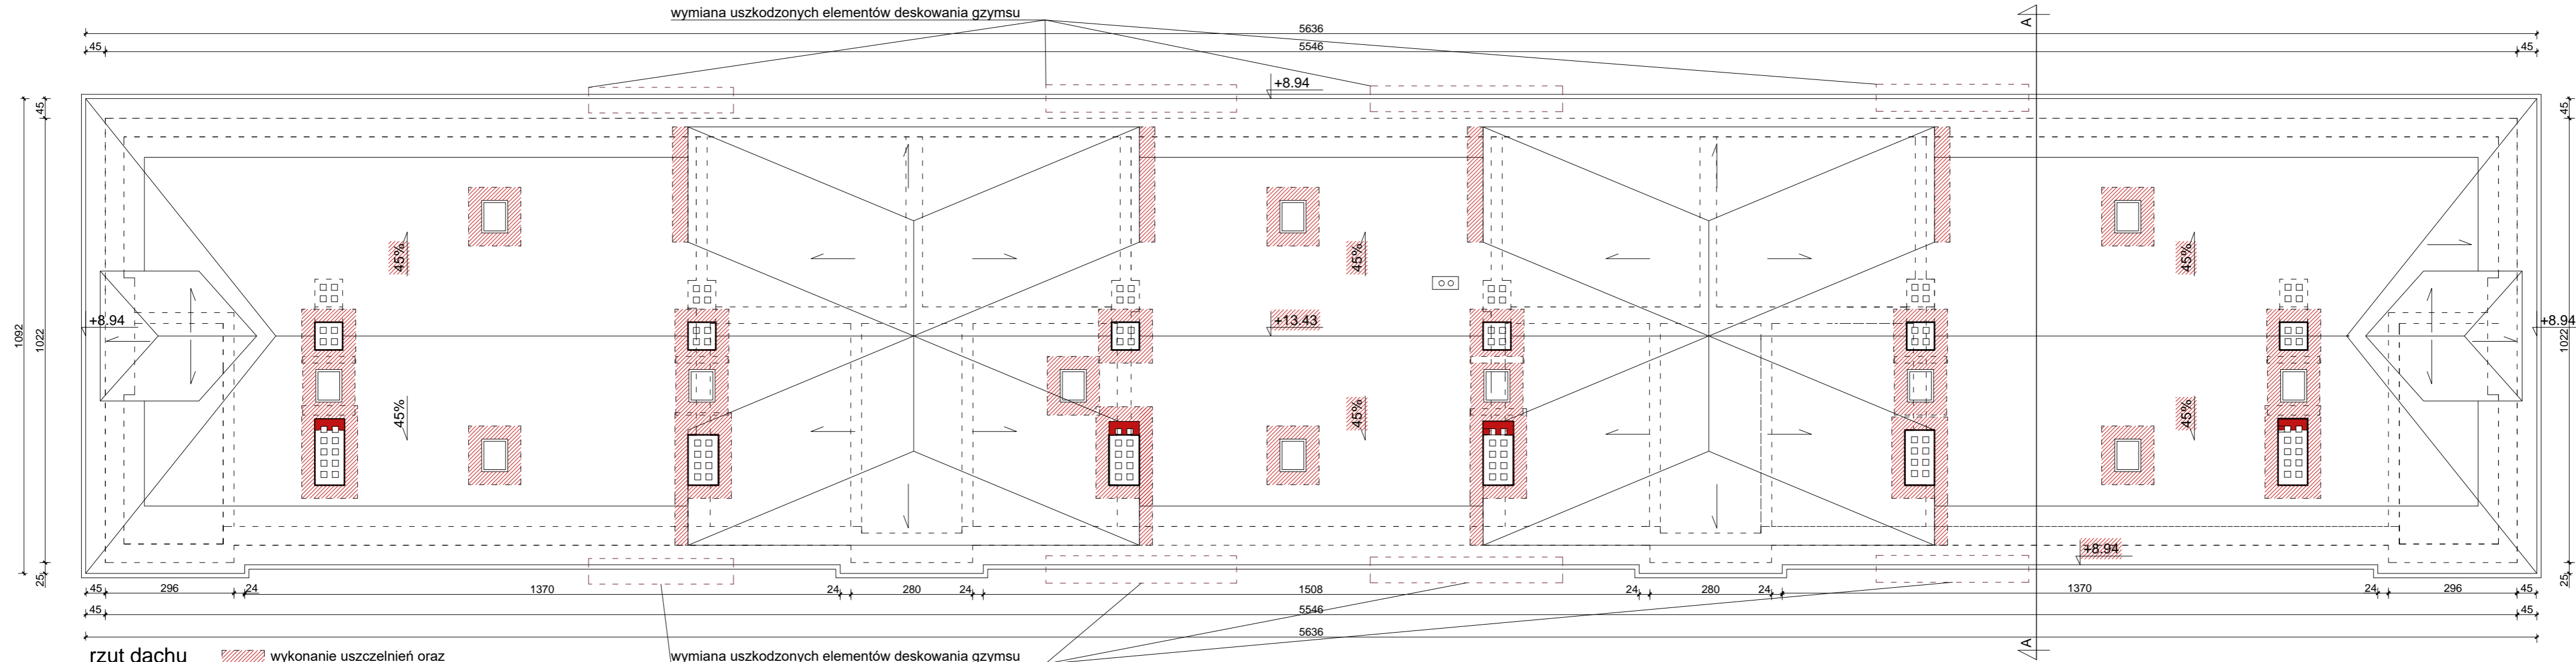 wymiana uszkodzonych elementów deskowania gzymsu
A
5636
45 5546 45
+8.94
45 45
45% 45% 45%
1092 1022 1022
+8.94 +13.43 +8.94
45% 45% 45%
+8.94
25 25
45 296 24 1370 24 280 24 1508 24 280 24 1370 24 296 45
45 5546 45
5636
A
rzut dachu wykonanie uszczelnień oraz
wymiana uszkodzonych elementów deskowania gzymsu